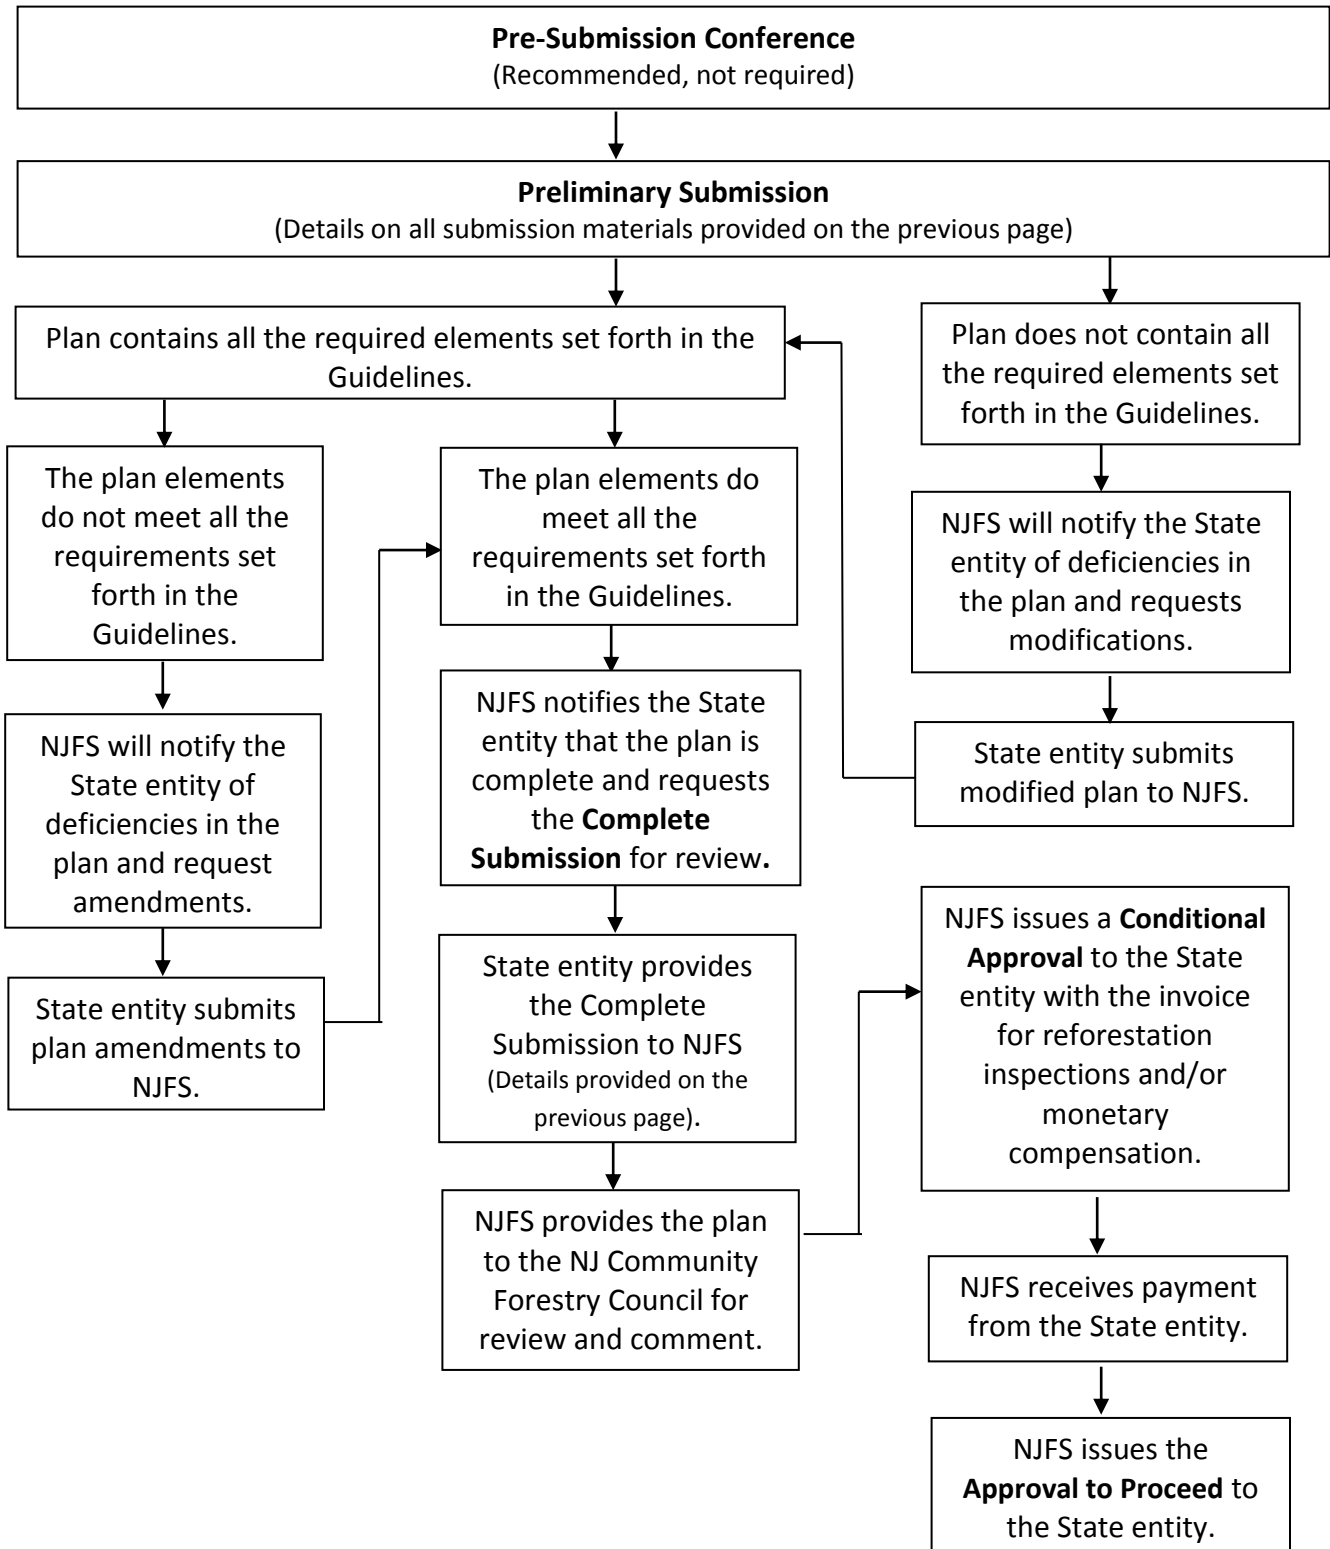 Pre-Submission Conference
(Recommended, not required)
Preliminary Submission
(Details on all submission materials provided on the previous page)
Plan contains all the required elements set forth in the
Guidelines.
Plan does not contain all
the required elements set
forth in the Guidelines.
The plan elements
do not meet all the
requirements set
forth in the
Guidelines.
The plan elements do
meet all the
requirements set forth
in the Guidelines.
NJFS will notify the State
entity of deficiencies in
the plan and requests
modifications.
NJFS will notify the
State entity of
deficiencies in the
plan and request
amendments.
NJFS notifies the State
entity that the plan is
complete and requests
the Complete
Submission for review.
State entity submits
modified plan to NJFS.
State entity submits
plan amendments to
NJFS.
State entity provides
the Complete
Submission to NJFS
(Details provided on the
previous page).
NJFS issues a Conditional
Approval to the State
entity with the invoice
for reforestation
inspections and/or
monetary
compensation.
NJFS provides the plan
to the NJ Community
Forestry Council for
review and comment.
NJFS receives payment
from the State entity.
NJFS issues the
Approval to Proceed to
the State entity.